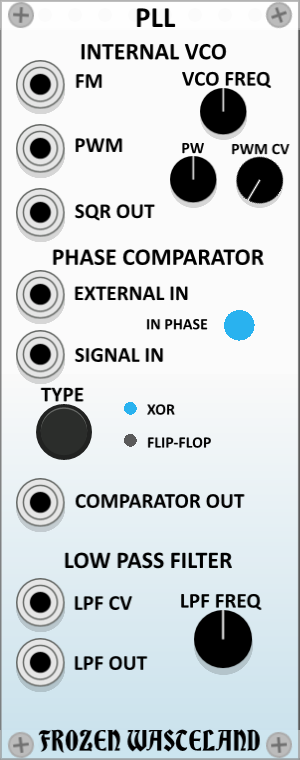 PLL
INTERNAL VCO
FM
VCO FREQ
PWM
PW
PWM CV
SQR OUT
PHASE COMPARATOR
EXTERNAL IN
IN PHASE
SIGNAL IN
TYPE
XOR
FLIP-FLOP
COMPARATOR OUT
LOW PASS FILTER
LPF CV
LPF FREQ
LPF OUT
FROZEN WASTELAND